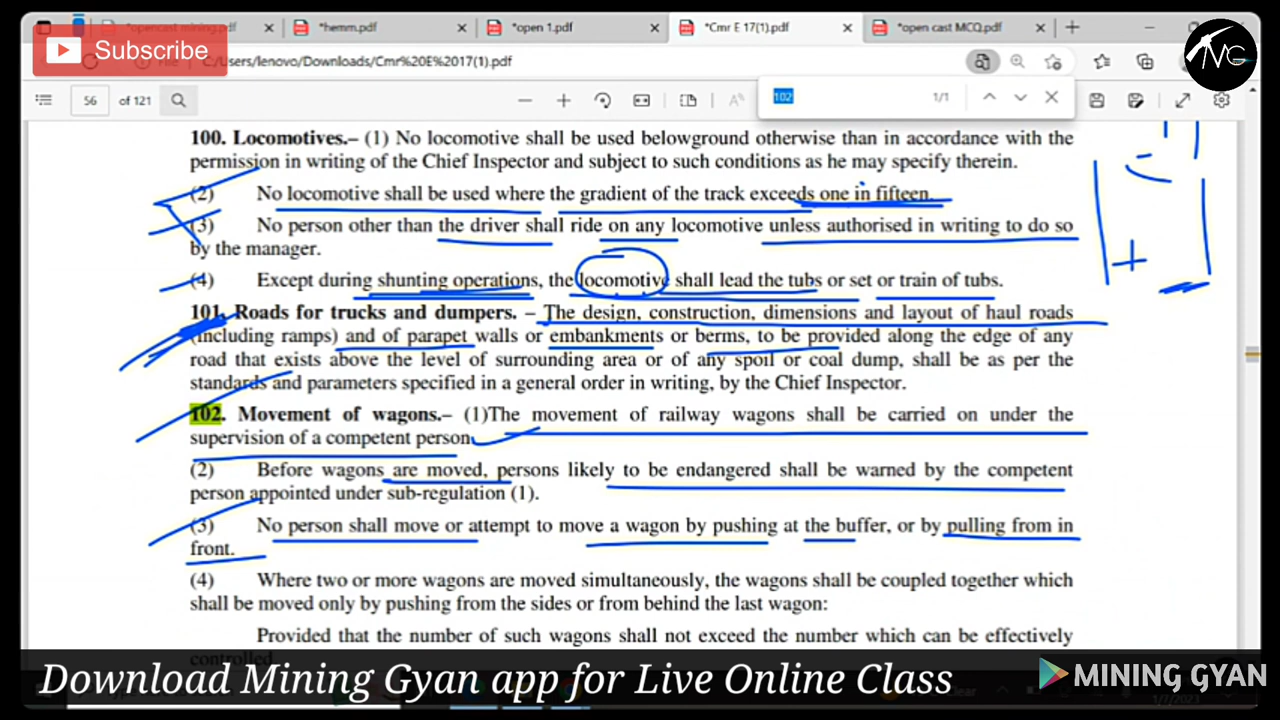 *opencast mining.pdf
*hemm.pdf
*open 1.pdf
*Cmr E 17(1).pdf
*open cast MCQ.pdf
Subscribe
C:/Users/lenovo/Downloads/Cmr%20E%2017(1).pdf
56 of 121
102
1/1
100. Locomotives.– (1) No locomotive shall be used belowground otherwise than in accordance with the
permission in writing of the Chief Inspector and subject to such conditions as he may specify therein.
(2) No locomotive shall be used where the gradient of the track exceeds one in fifteen.
(3) No person other than the driver shall ride on any locomotive unless authorised in writing to do so
by the manager.
(4) Except during shunting operations, the locomotive shall lead the tubs or set or train of tubs.
101. Roads for trucks and dumpers. – The design, construction, dimensions and layout of haul roads
(including ramps) and of parapet walls or embankments or berms, to be provided along the edge of any
road that exists above the level of surrounding area or of any spoil or coal dump, shall be as per the
standards and parameters specified in a general order in writing, by the Chief Inspector.
102. Movement of wagons.– (1)The movement of railway wagons shall be carried on under the
supervision of a competent person
(2) Before wagons are moved, persons likely to be endangered shall be warned by the competent
person appointed under sub-regulation (1).
(3) No person shall move or attempt to move a wagon by pushing at the buffer, or by pulling from in
front.
(4) Where two or more wagons are moved simultaneously, the wagons shall be coupled together which
shall be moved only by pushing from the sides or from behind the last wagon:
Provided that the number of such wagons shall not exceed the number which can be effectively
controlled
Download Mining Gyan app for Live Online Class
MINING GYAN